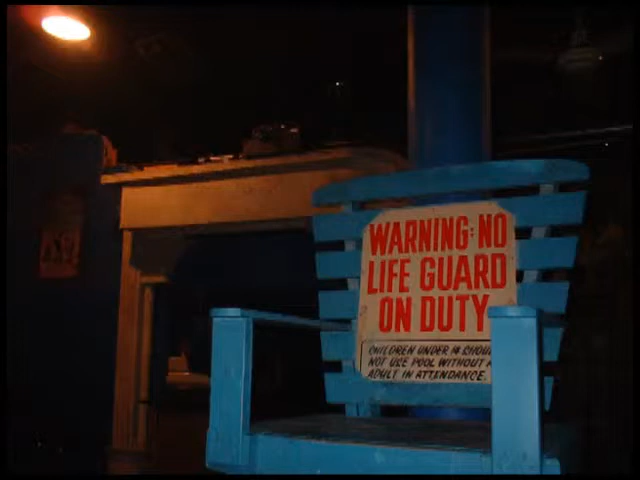 WARNING: NO
LIFE GUARD
ON DUTY
CHILDREN UNDER 14 SHOUL
NOT USE POOL WITHOUT
ADULT IN ATTENDANCE.